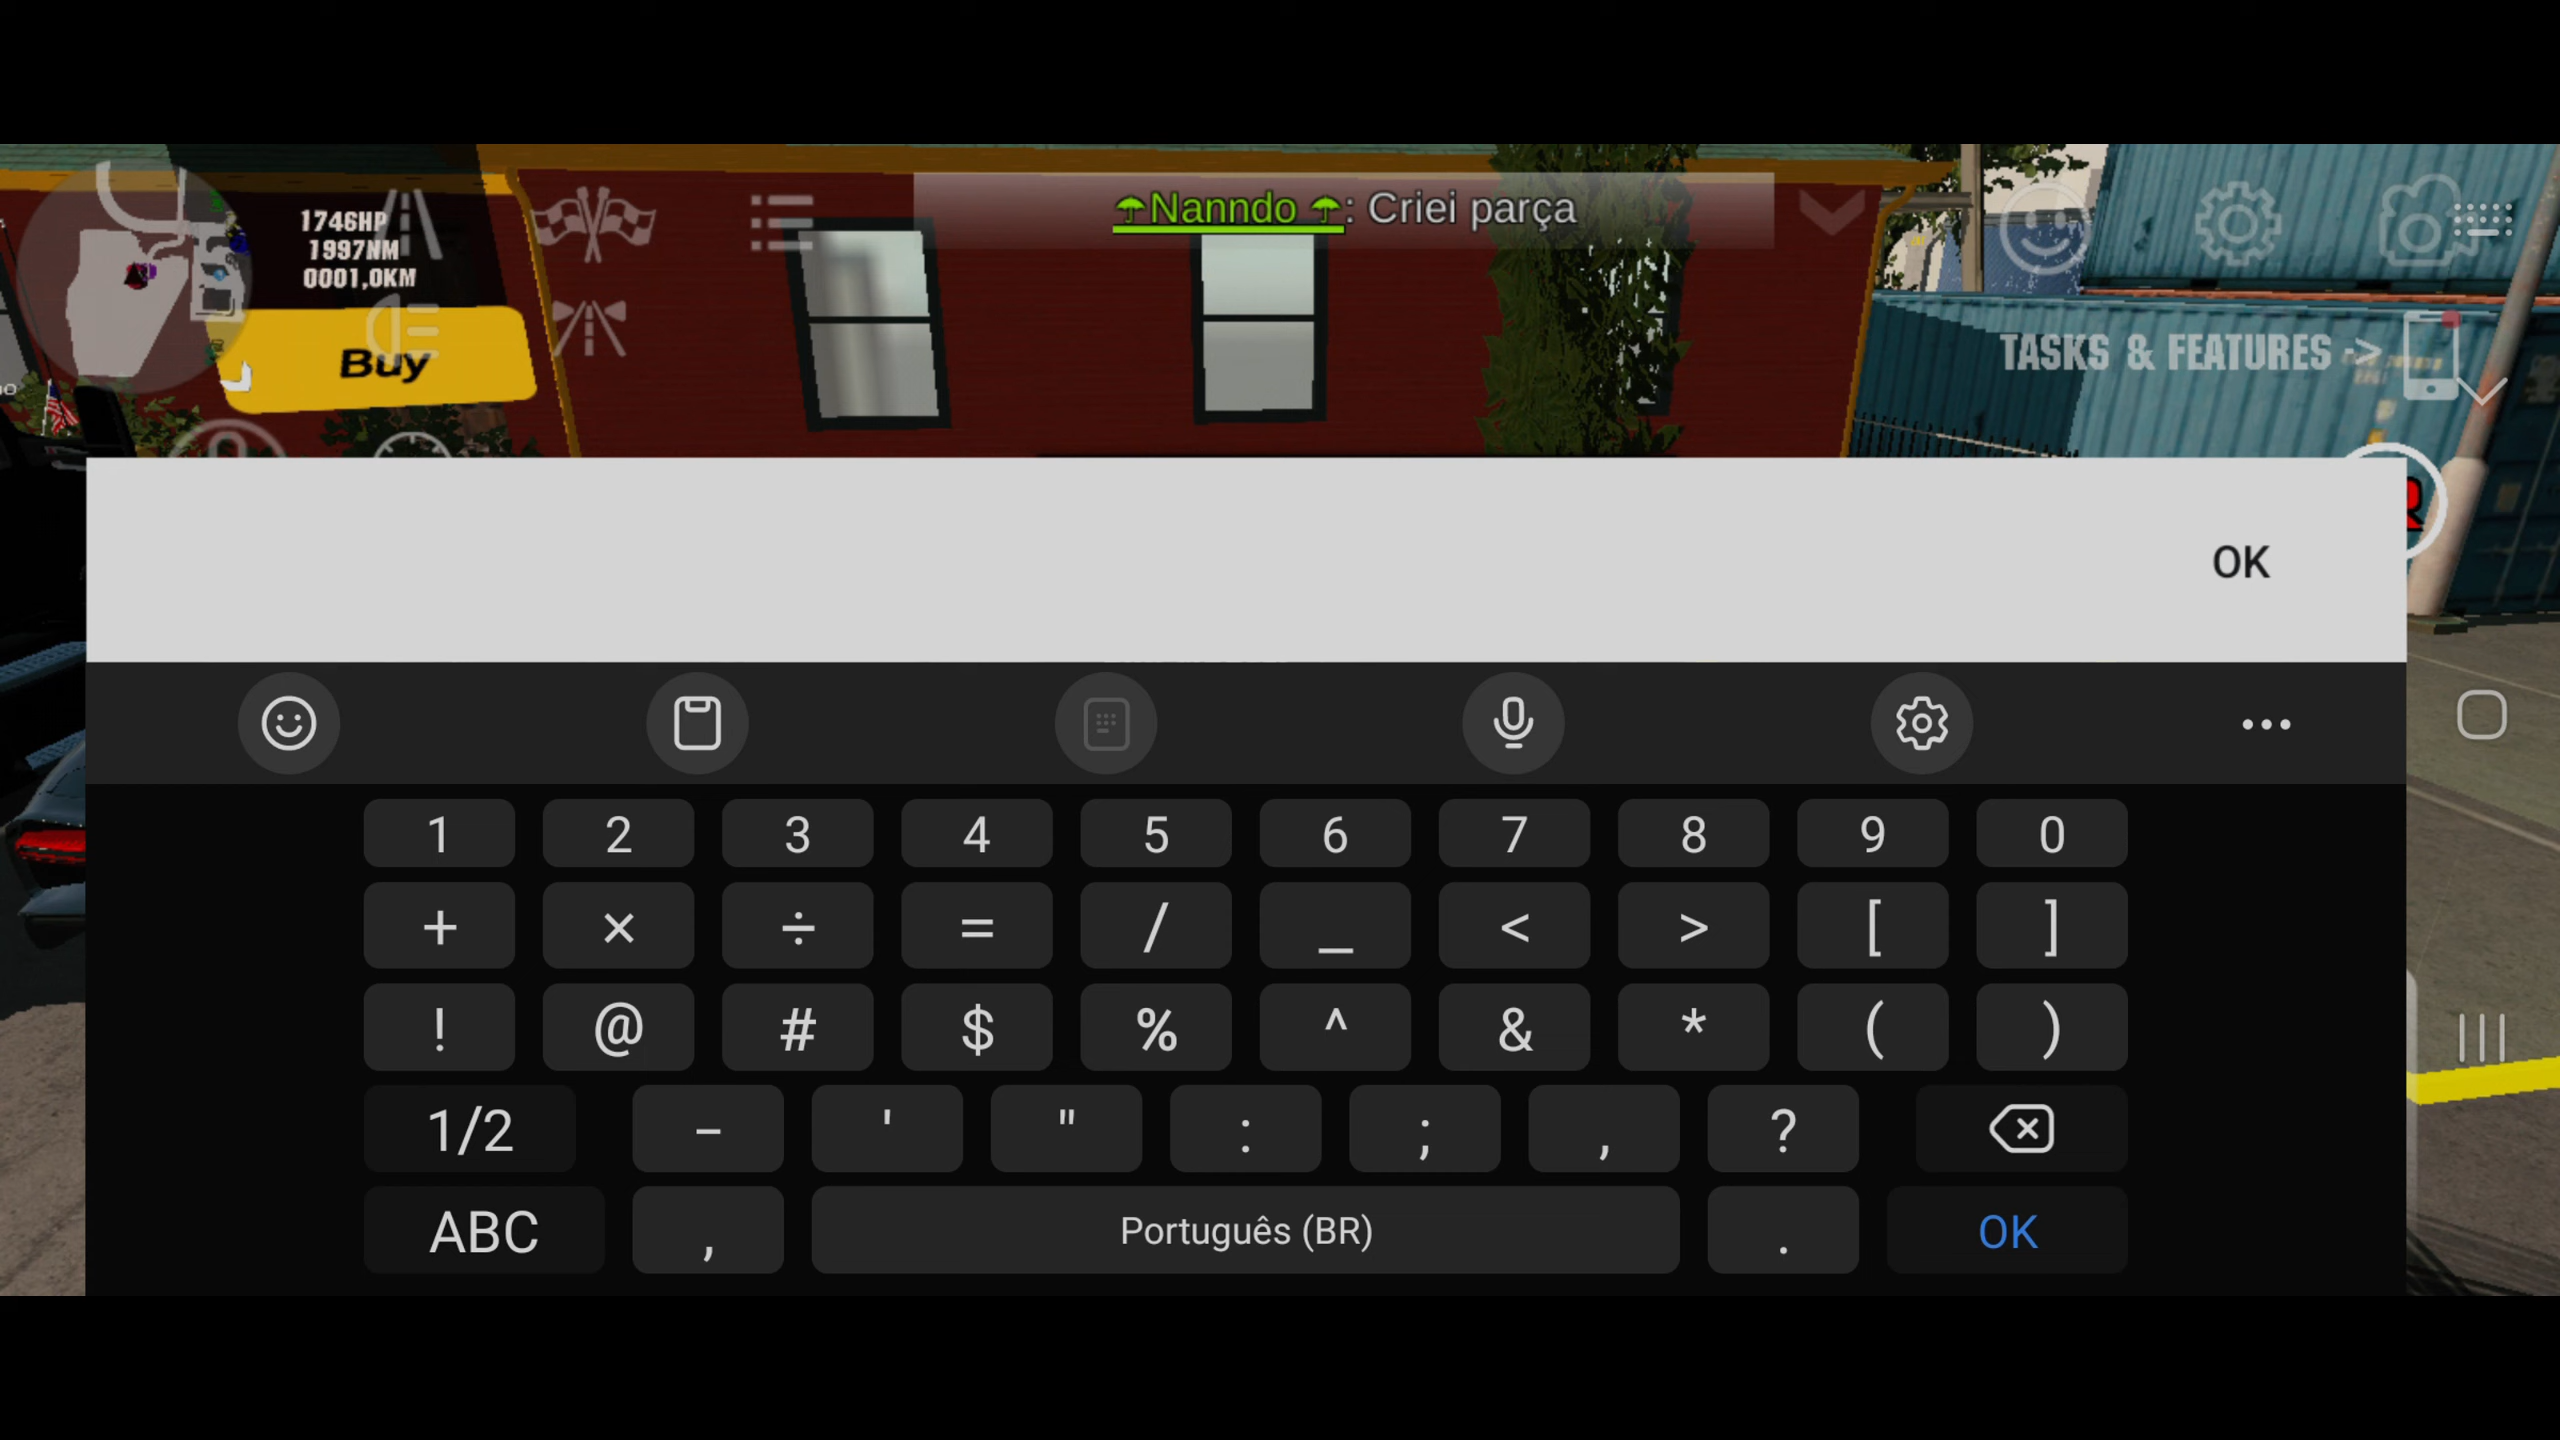 1746HP
1997NM
0001,0KM
Buy
☂Nanndo ☂: Criei parça
TASKS & FEATURES ->
R
OK
1 2 3 4 5 6 7 8 9 0
+ × ÷ = / _ < > [ ]
! @ # $ % ^ & * ( )
1/2 - ' " : ; , ?
ABC , Português (BR) . OK